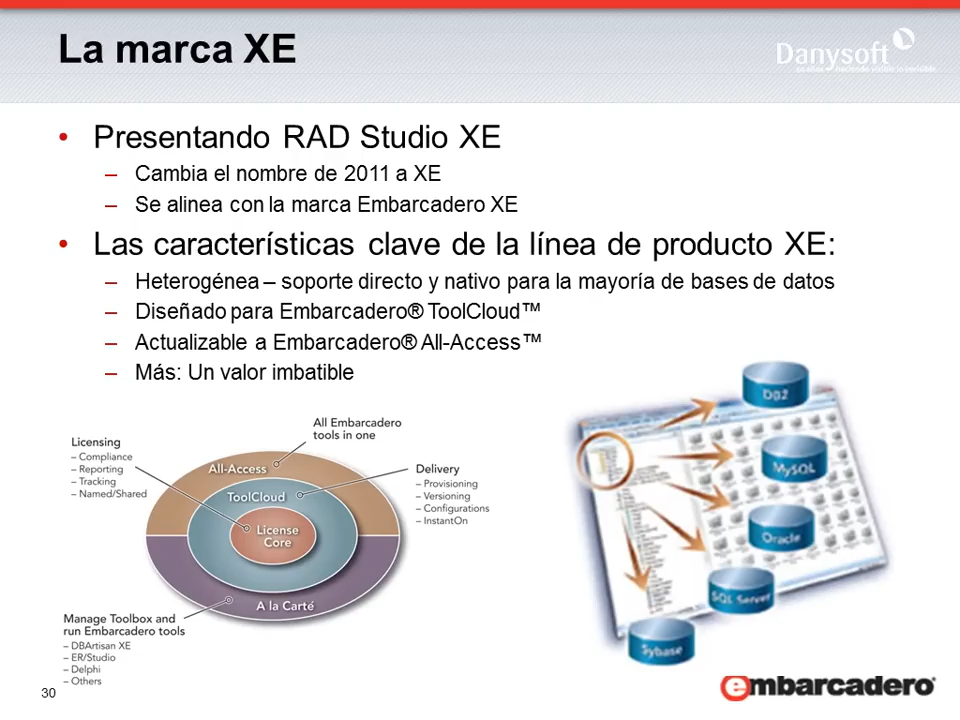 La marca XE
Danysoft
• Presentando RAD Studio XE
– Cambia el nombre de 2011 a XE
– Se alinea con la marca Embarcadero XE
• Las características clave de la línea de producto XE:
– Heterogénea – soporte directo y nativo para la mayoría de bases de datos
– Diseñado para Embarcadero® ToolCloud™
– Actualizable a Embarcadero® All-Access™
– Más: Un valor imbatible
All Embarcadero
tools in one
Licensing
– Compliance
– Reporting
– Tracking
– Named/Shared
All-Access
ToolCloud
License
Core
A la Carté
Delivery
– Provisioning
– Versioning
– Configurations
– InstantOn
Manage Toolbox and
run Embarcadero tools
– DBArtisan XE
– ER/Studio
– Delphi
– Others
DB2
MySQL
Oracle
SQL Server
Sybase
30
embarcadero®